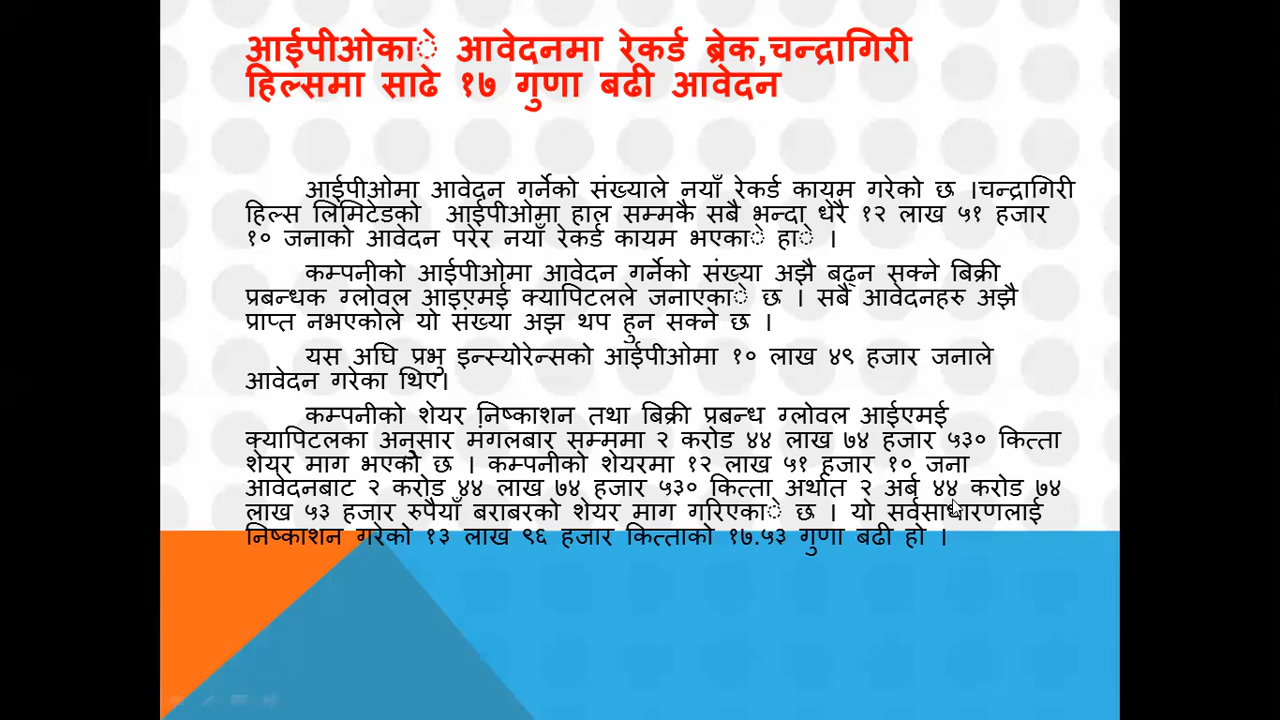 आईपीओकाे आवेदनमा रेकर्ड ब्रेक,चन्द्रागिरी
हिल्समा साढे १७ गुणा बढी आवेदन
आईपीओमा आवेदन गर्नेको संख्याले नयाँ रेकर्ड कायम गरेको छ ।चन्द्रागिरी
हिल्स लिमिटेडको आईपीओमा हाल सम्मकै सबै भन्दा धेरै १२ लाख ५१ हजार
१० जनाको आवेदन परेर नयाँ रेकर्ड कायम भएकाे हाे ।
कम्पनीको आईपीओमा आवेदन गर्नेको संख्या अझै बढ्न सक्ने बिक्री
प्रबन्धक ग्लोवल आइएमई क्यापिटलले जनाएकाे छ । सबै आवेदनहरु अझै
प्राप्त नभएकोले यो संख्या अझ थप हुन सक्ने छ ।
यस अघि प्रभु इन्स्योरेन्सको आईपीओमा १० लाख ४९ हजार जनाले
आवेदन गरेका थिए।
कम्पनीको शेयर निष्काशन तथा बिक्री प्रबन्ध ग्लोवल आईएमई
क्यापिटलका अनुसार मंगलबार सम्ममा २ करोड ४४ लाख ७४ हजार ५३० कित्ता
शेयर माग भएको छ । कम्पनीको शेयरमा १२ लाख ५१ हजार १० जना
आवेदनबाट २ करोड ४४ लाख ७४ हजार ५३० कित्ता अर्थात २ अर्ब ४४ करोड ७४
लाख ५३ हजार रुपैयाँ बराबरको शेयर माग गरिएकाे छ । यो सर्वसाधारणलाई
निष्काशन गरेको १३ लाख ९६ हजार कित्ताको १७.५३ गुणा बढी हो ।